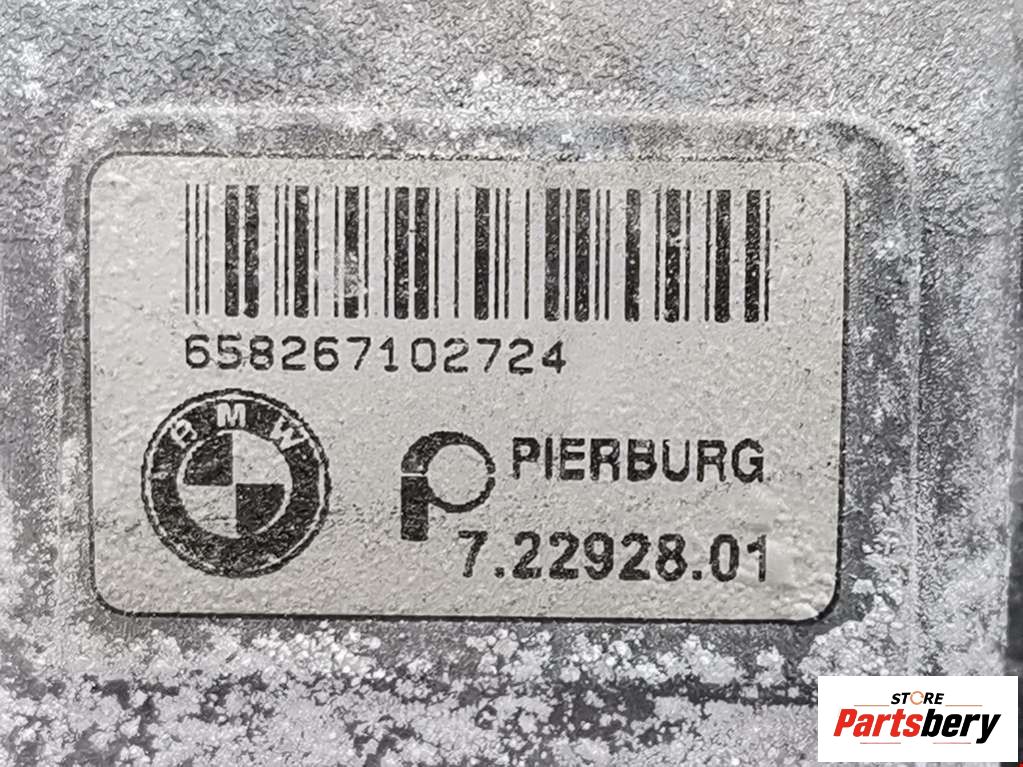 658267102724
BMW
PIERBURG
7.22928.01
STORE
Partsbery